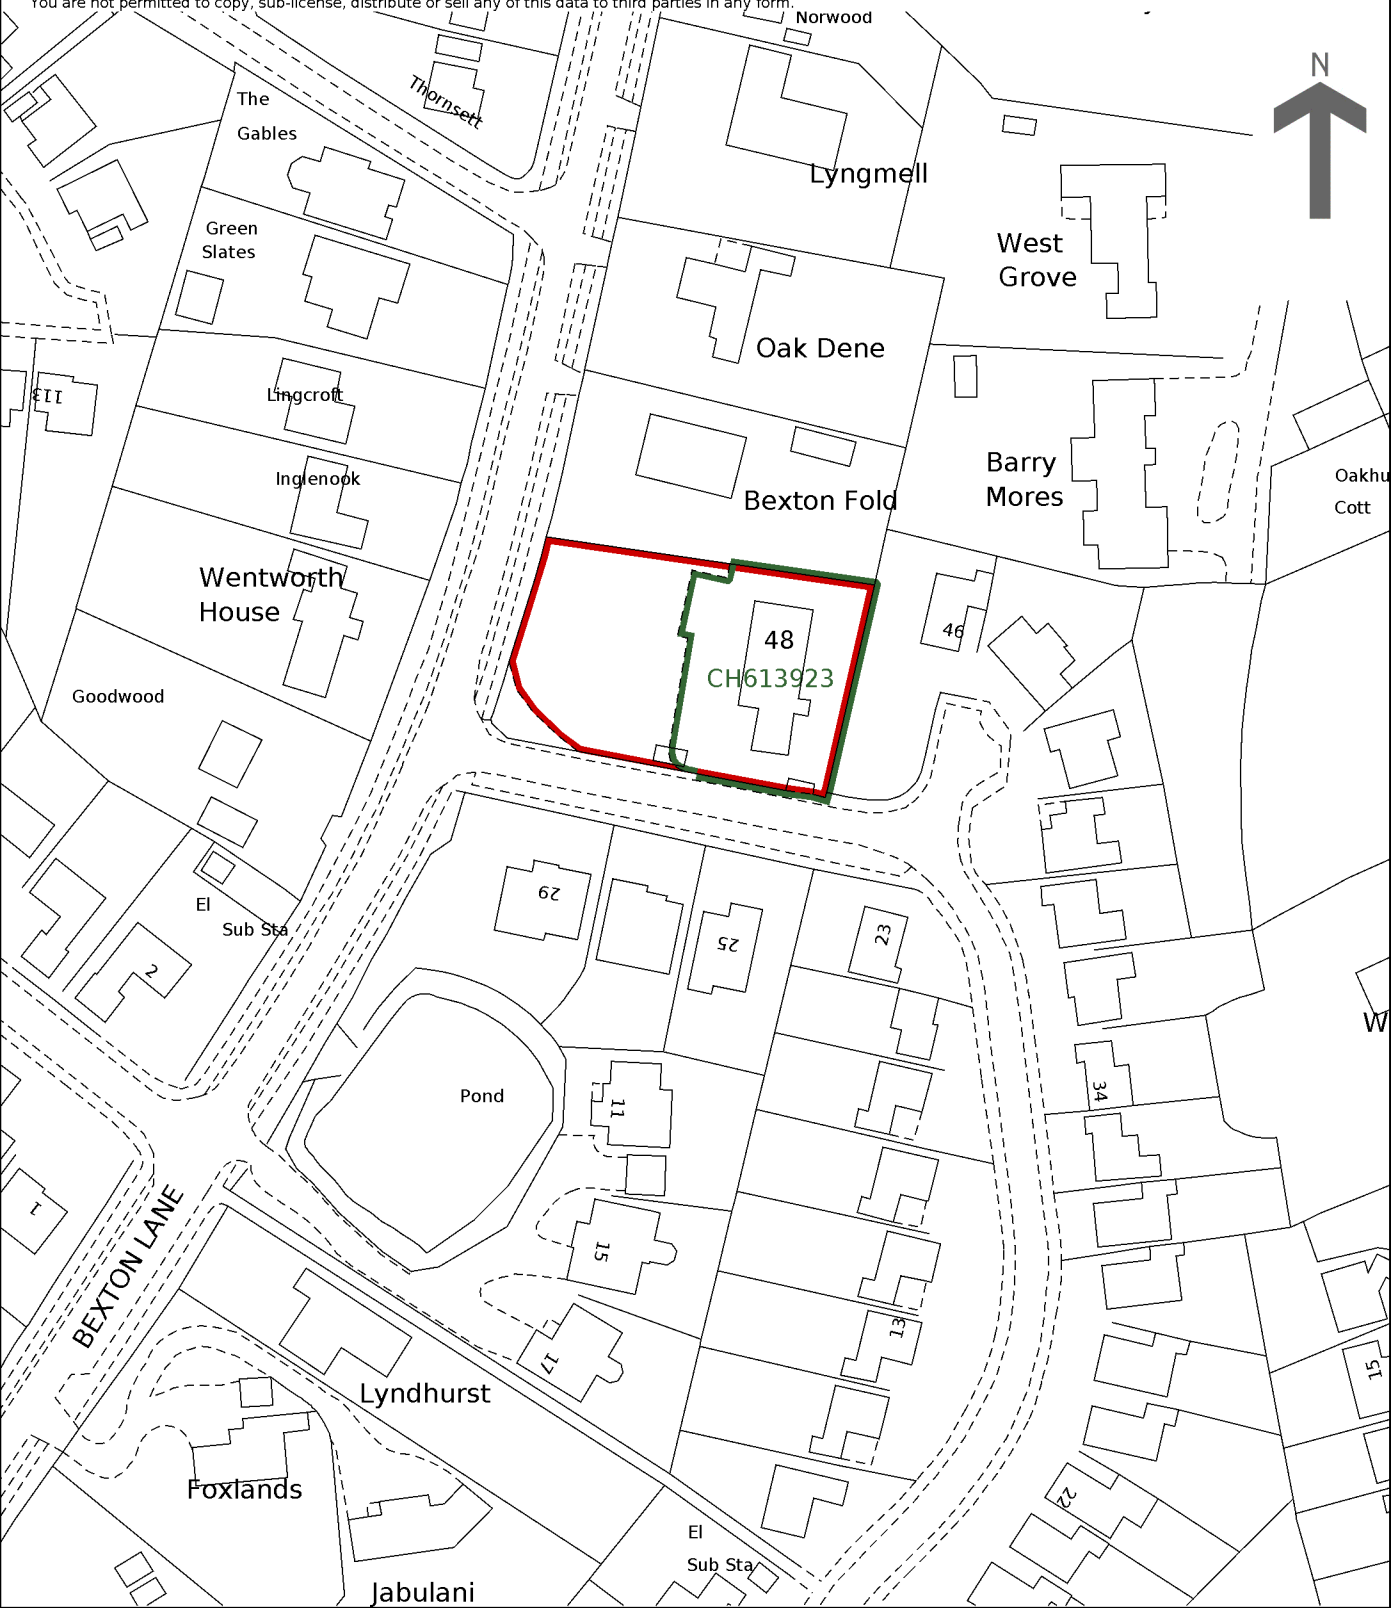 You are not permitted to copy, sub-license, distribute or sell any of this data to third parties in any form.
Norwood
N
Thornsett
The
Gables
Lyngmell
Green
Slates
West
Grove
Oak Dene
113
Lingcroft
Inglenook
Barry
Mores
Oakhu
Cott
Bexton Fold
Wentworth
House
46
48
CH613923
Goodwood
29
El
Sub Sta
25
23
2
W
Pond
11
34
1
BEXTON LANE
15
17
13
15
Lyndhurst
Foxlands
22
El
Sub Sta
Jabulani